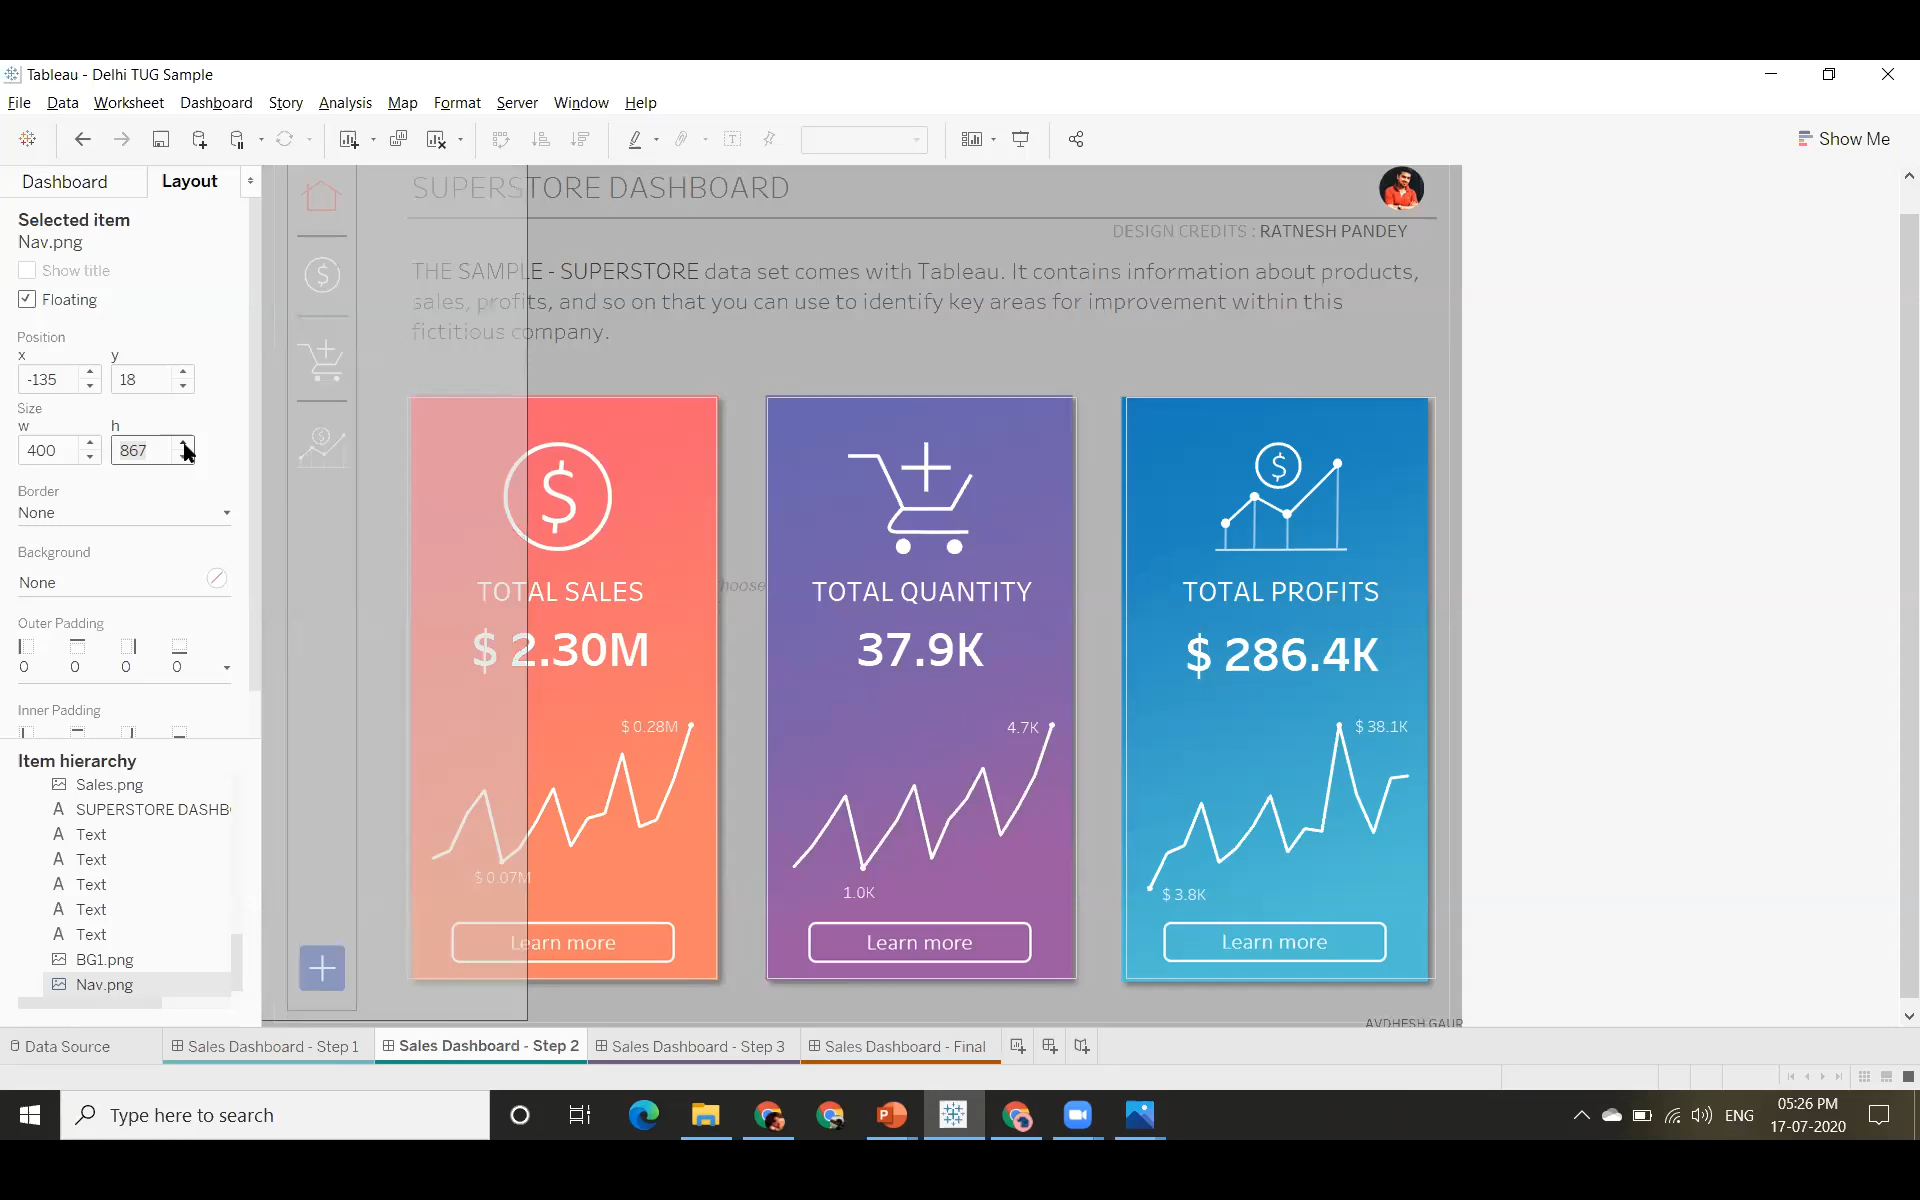 Tableau - Delhi TUG Sample
File Data Worksheet Dashboard Story Analysis Map Format Server Window Help
Show Me
Dashboard Layout
Selected item
Nav.png
Show title
Floating
Position
x y
-135 18
Size
w h
400 867
Border
None
Background
None
Outer Padding
0 0 0 0
Inner Padding
Item hierarchy
Sales.png
SUPERSTORE DASHB
Text
Text
Text
Text
Text
BG1.png
Nav.png
SUPERSTORE DASHBOARD
DESIGN CREDITS : RATNESH PANDEY
THE SAMPLE - SUPERSTORE data set comes with Tableau. It contains information about products,
sales, profits, and so on that you can use to identify key areas for improvement within this
fictitious company.
$
$
$
TOTAL SALES
$ 2.30M
$ 0.28M
$ 0.07M
Learn more
hoose
TOTAL QUANTITY
37.9K
4.7K
1.0K
Learn more
$
TOTAL PROFITS
$ 286.4K
$ 38.1K
$ 3.8K
Learn more
AVDHESH GAUR
Data Source Sales Dashboard - Step 1 Sales Dashboard - Step 2 Sales Dashboard - Step 3 Sales Dashboard - Final
Type here to search
ENG
05:26 PM
17-07-2020